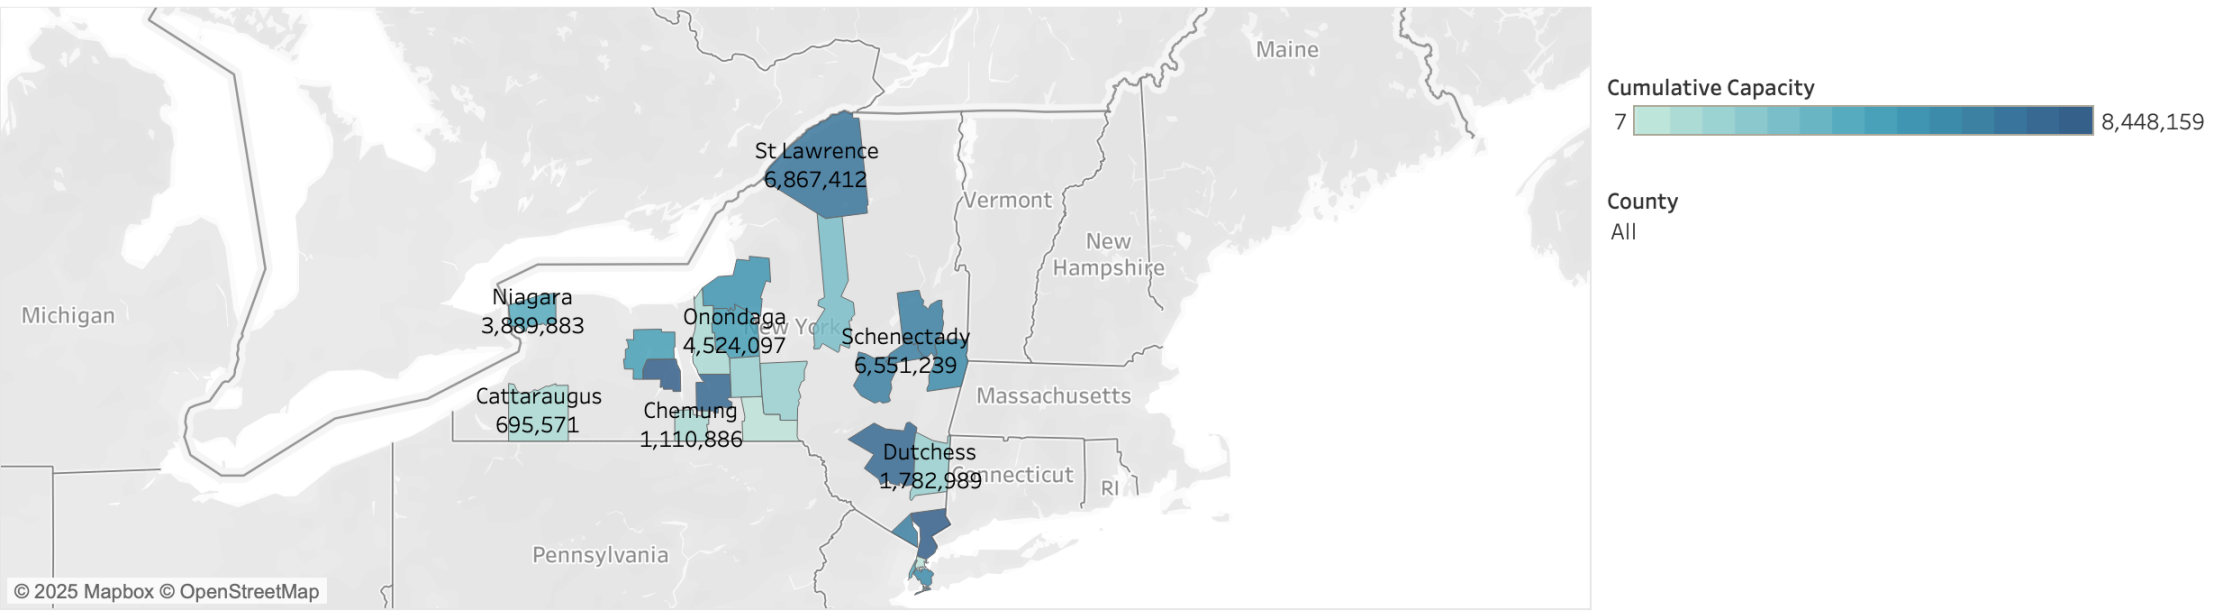 Maine
Cumulative Capacity
7
8,448,159
St Lawrence
6,867,412
Vermont
County
All
New
Hampshire
Niagara
3,889,883
Michigan
Onondaga
4,524,097
New York
Schenectady
6,551,239
Cattaraugus
695,571
Chemung
1,110,886
Massachusetts
Dutchess
1,782,989
Connecticut
RI
Pennsylvania
© 2025 Mapbox © OpenStreetMap